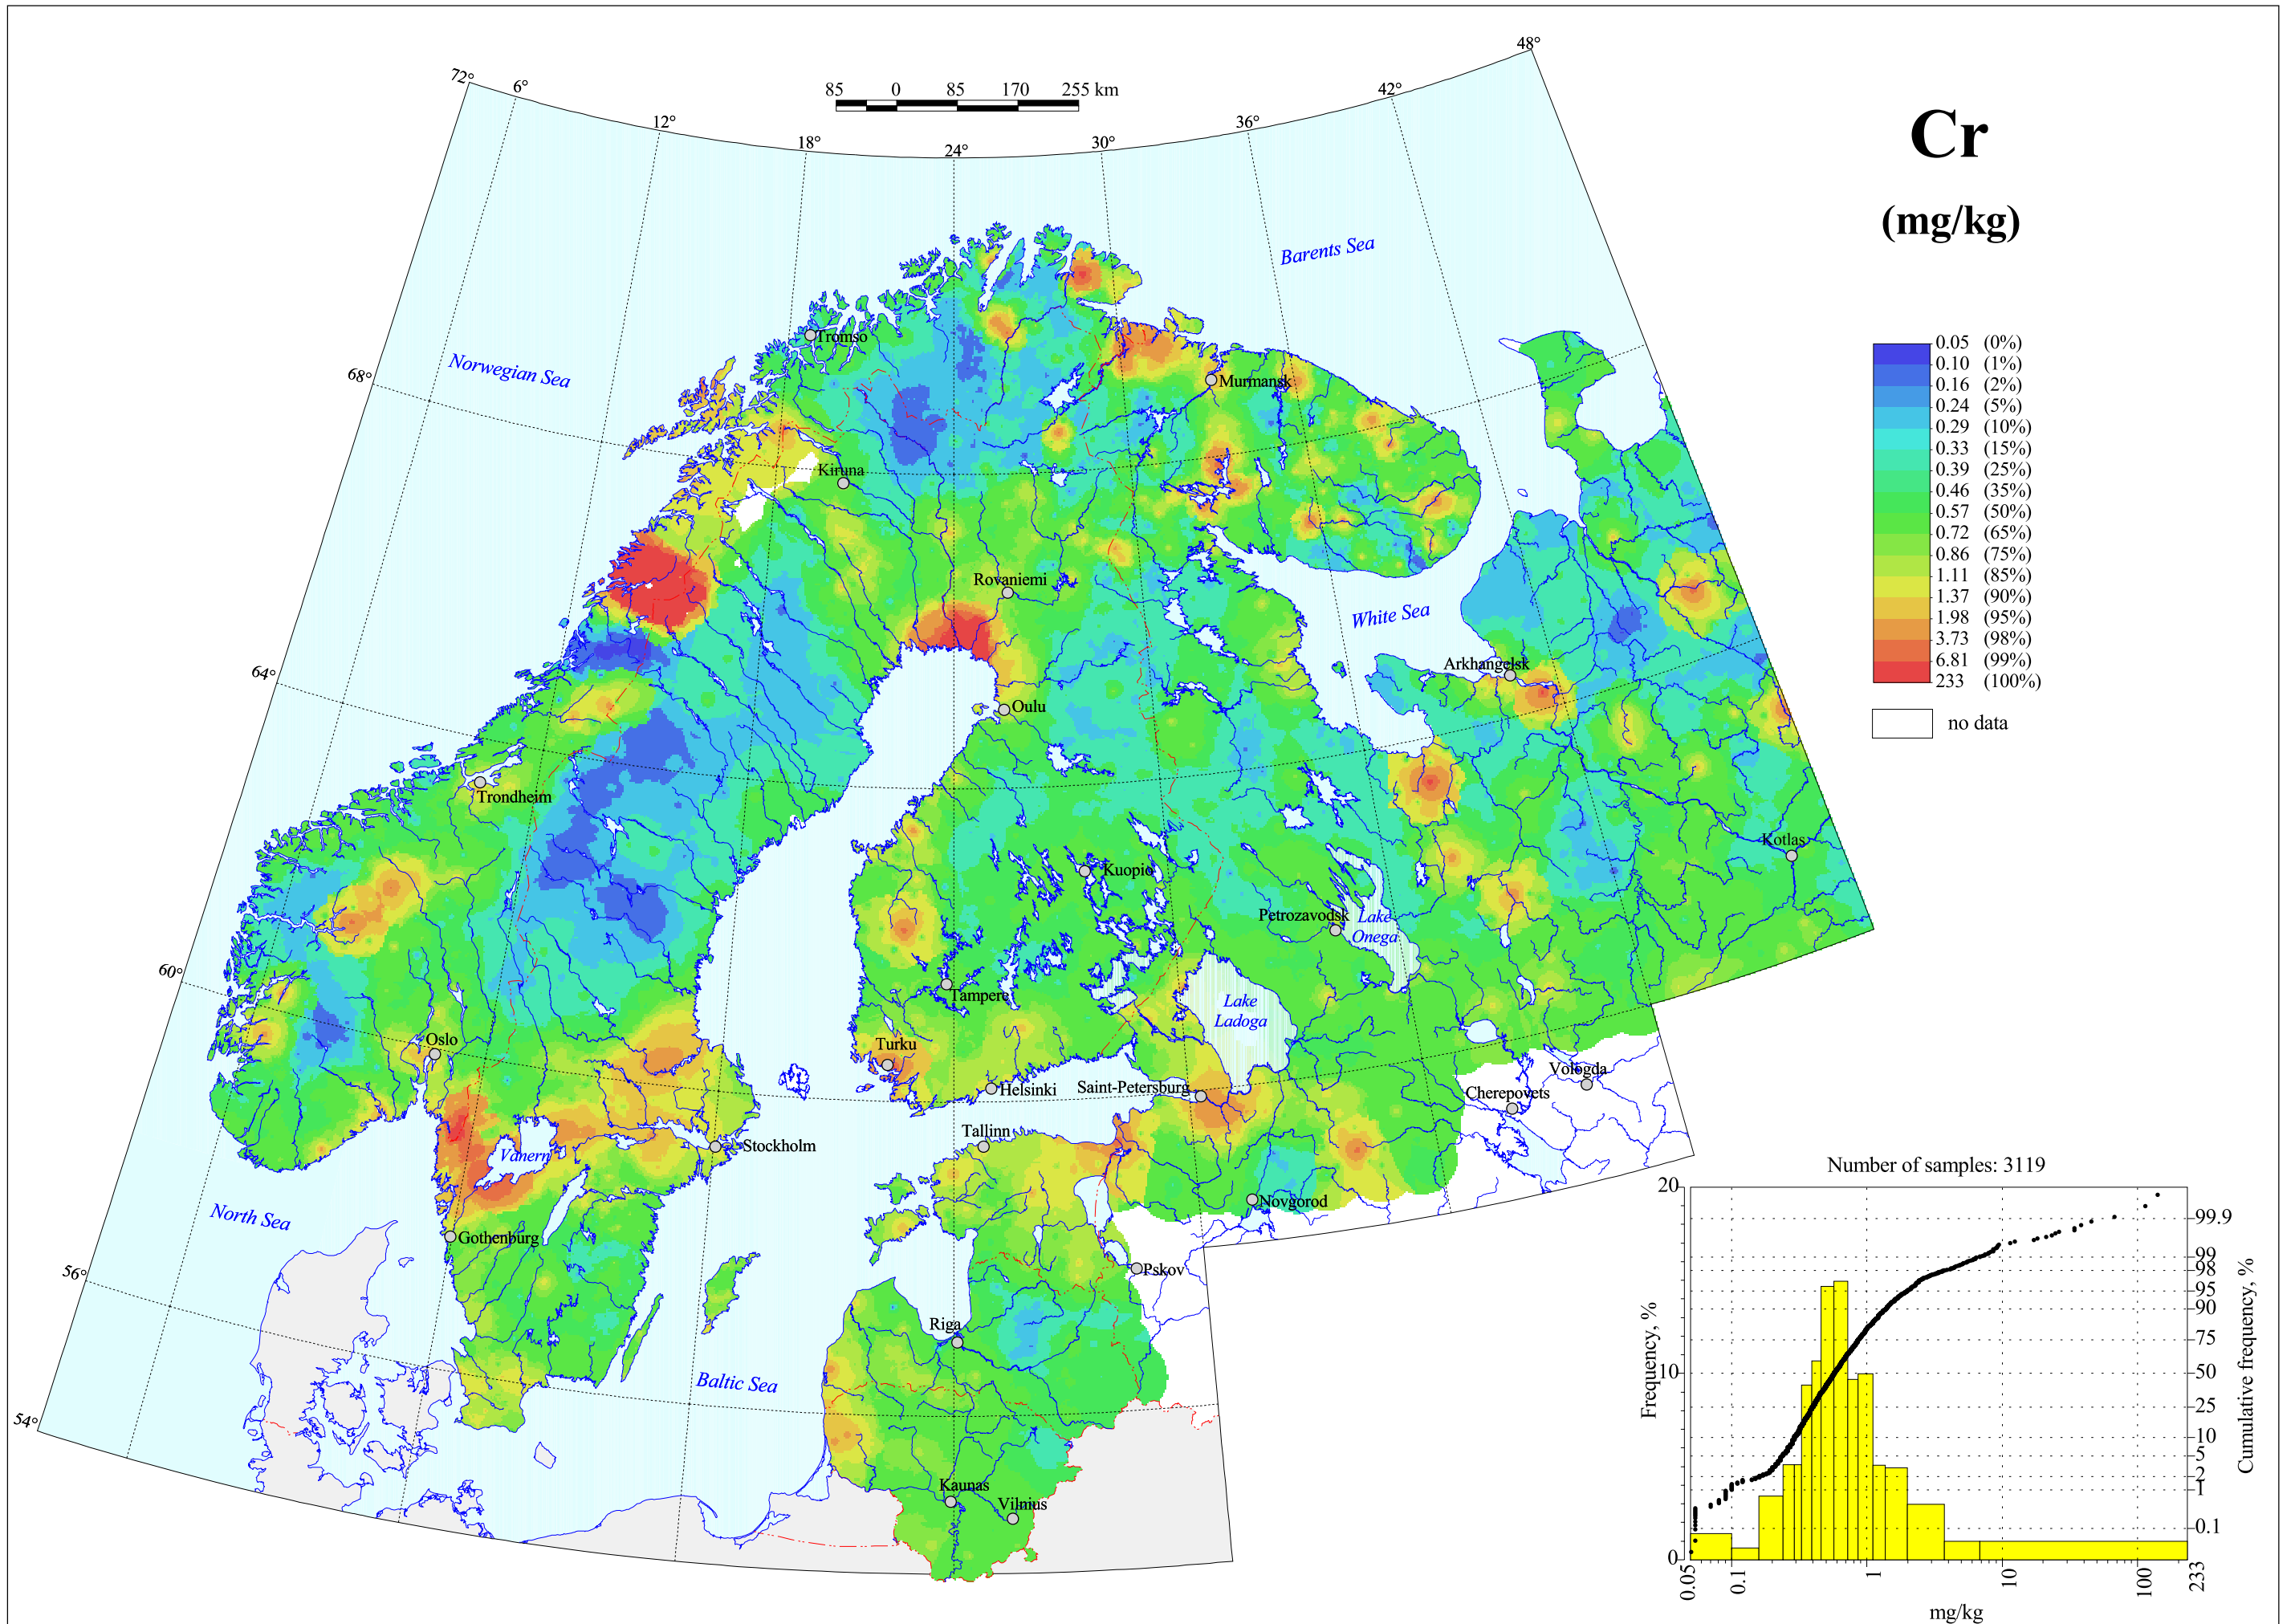 48°
72°
6°
42°
85 0 85 170 255 km
12°
36°
18°
30°
24°
Cr
(mg/kg)
Barents Sea
Tromso
0.05 (0%)
0.10 (1%)
0.16 (2%)
0.24 (5%)
0.29 (10%)
0.33 (15%)
0.39 (25%)
0.46 (35%)
0.57 (50%)
0.72 (65%)
0.86 (75%)
1.11 (85%)
1.37 (90%)
1.98 (95%)
3.73 (98%)
6.81 (99%)
233 (100%)
no data
Norwegian Sea
68°
Murmansk
Kiruna
Rovaniemi
White Sea
Arkhangelsk
64°
Oulu
Trondheim
Kotlas
Kuopio
Petrozavodsk
Lake
Onega
60°
Tampere
Lake
Ladoga
Oslo
Turku
Helsinki
Saint-Petersburg
Vologda
Cherepovets
Tallinn
Stockholm
Vänern
Novgorod
North Sea
Gothenburg
Pskov
56°
Riga
Baltic Sea
54°
Kaunas
Vilnius
Number of samples: 3119
20
10
0
Frequency, %
99.9
99
98
95
90
75
50
25
10
5
2
1
0.1
Cumulative frequency, %
0.05
0.1
1
10
100
233
mg/kg